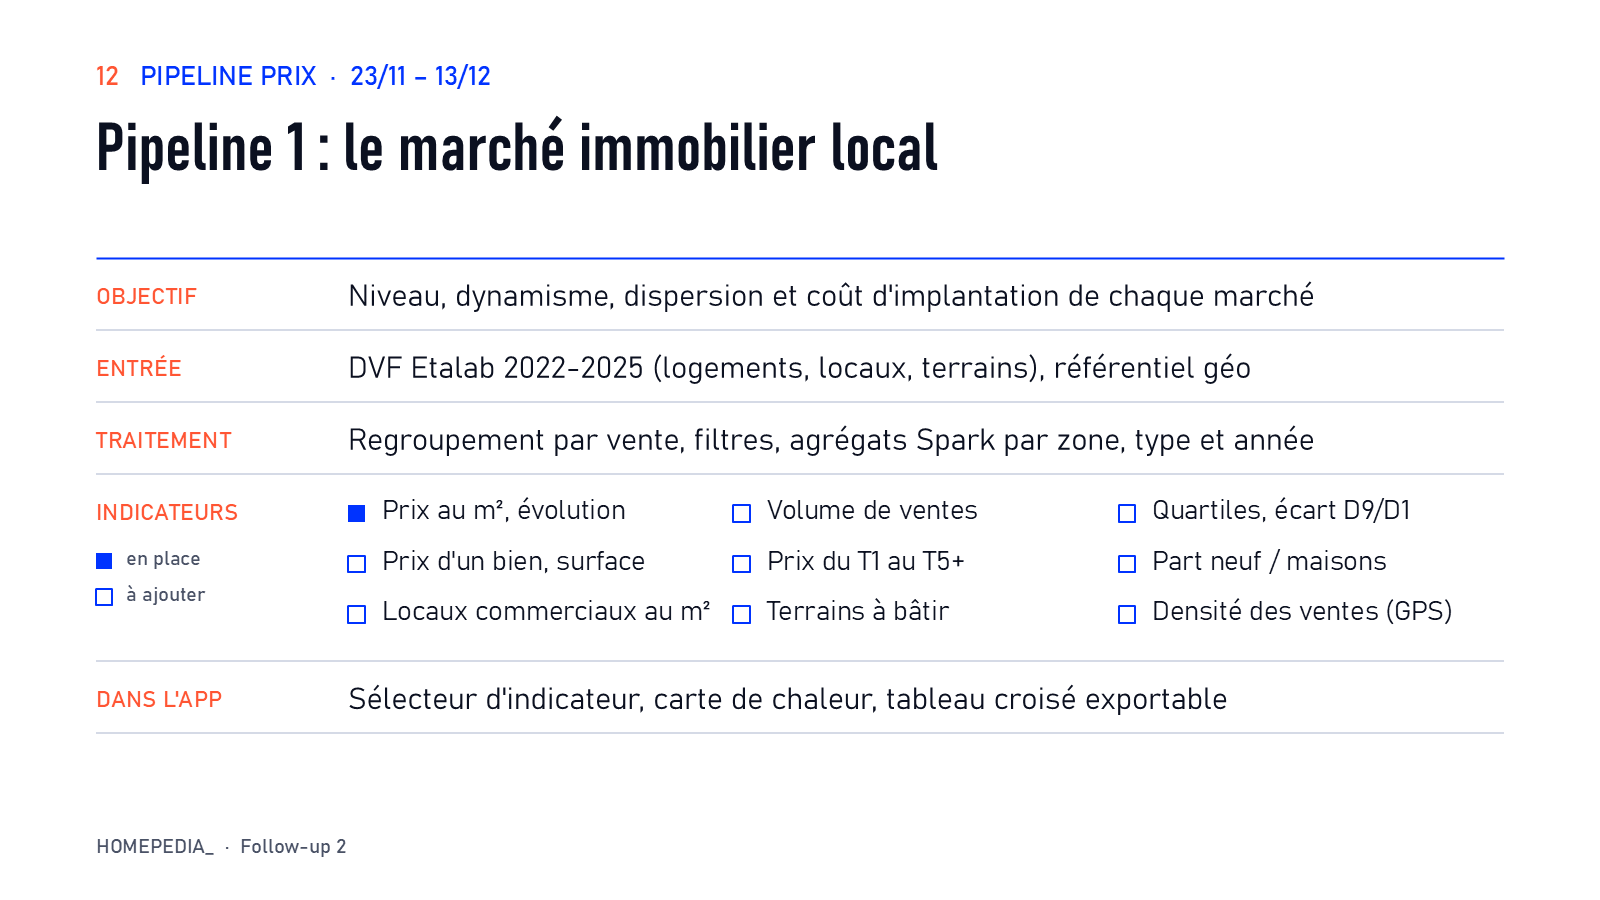 12 PIPELINE PRIX · 23/11 – 13/12
Pipeline 1 : le marché immobilier local
OBJECTIF Niveau, dynamisme, dispersion et coût d'implantation de chaque marché
ENTRÉE DVF Etalab 2022-2025 (logements, locaux, terrains), référentiel géo
TRAITEMENT Regroupement par vente, filtres, agrégats Spark par zone, type et année
INDICATEURS
en place
à ajouter
Prix au m², évolution Volume de ventes Quartiles, écart D9/D1
Prix d'un bien, surface Prix du T1 au T5+ Part neuf / maisons
Locaux commerciaux au m² Terrains à bâtir Densité des ventes (GPS)
DANS L'APP Sélecteur d'indicateur, carte de chaleur, tableau croisé exportable
HOMEPEDIA_ · Follow-up 2